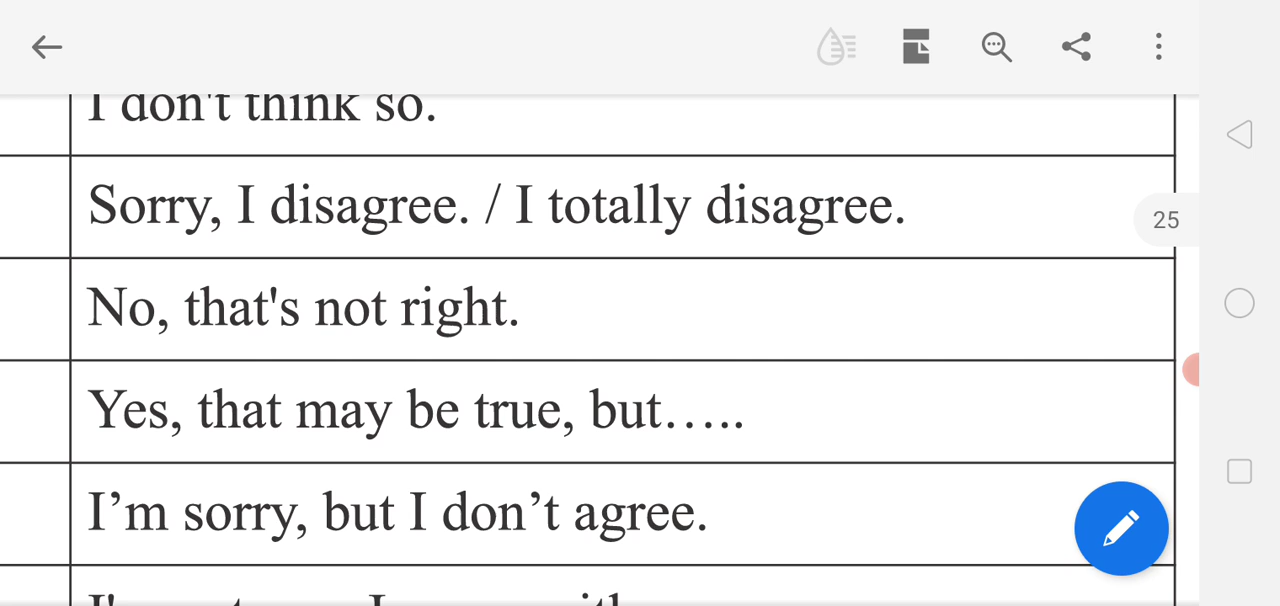 I don't think so.
Sorry, I disagree. / I totally disagree.
25
No, that's not right.
Yes, that may be true, but…..
I’m sorry, but I don’t agree.